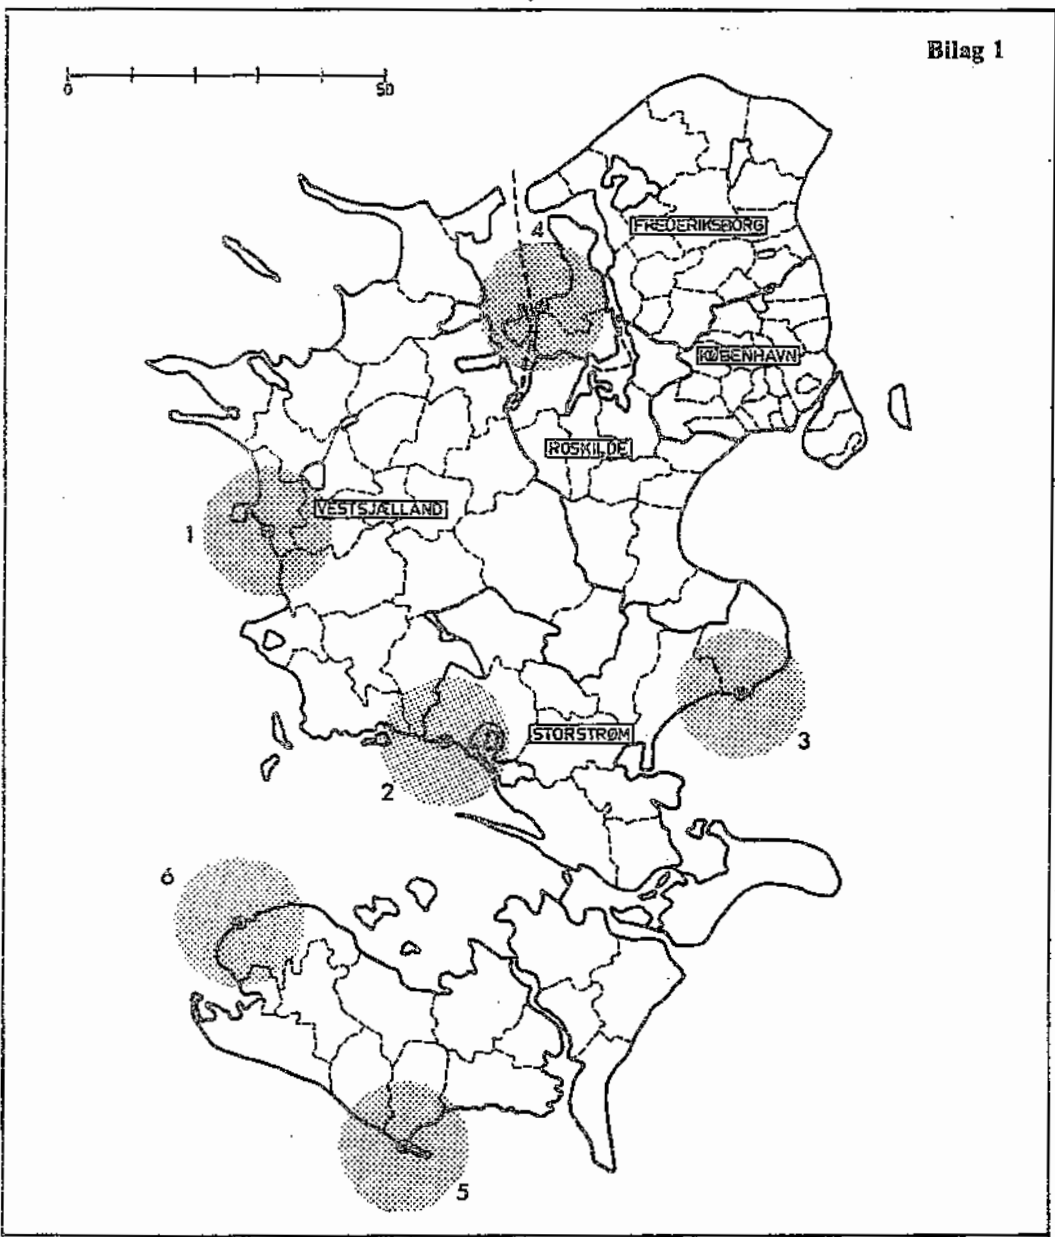 Bilag 1
0 50
4
FREDERIKSBORG
KØBENHAVN
ROSKILDE
VESTSJÆLLAND
1
STORSTRØM
3
2
6
5